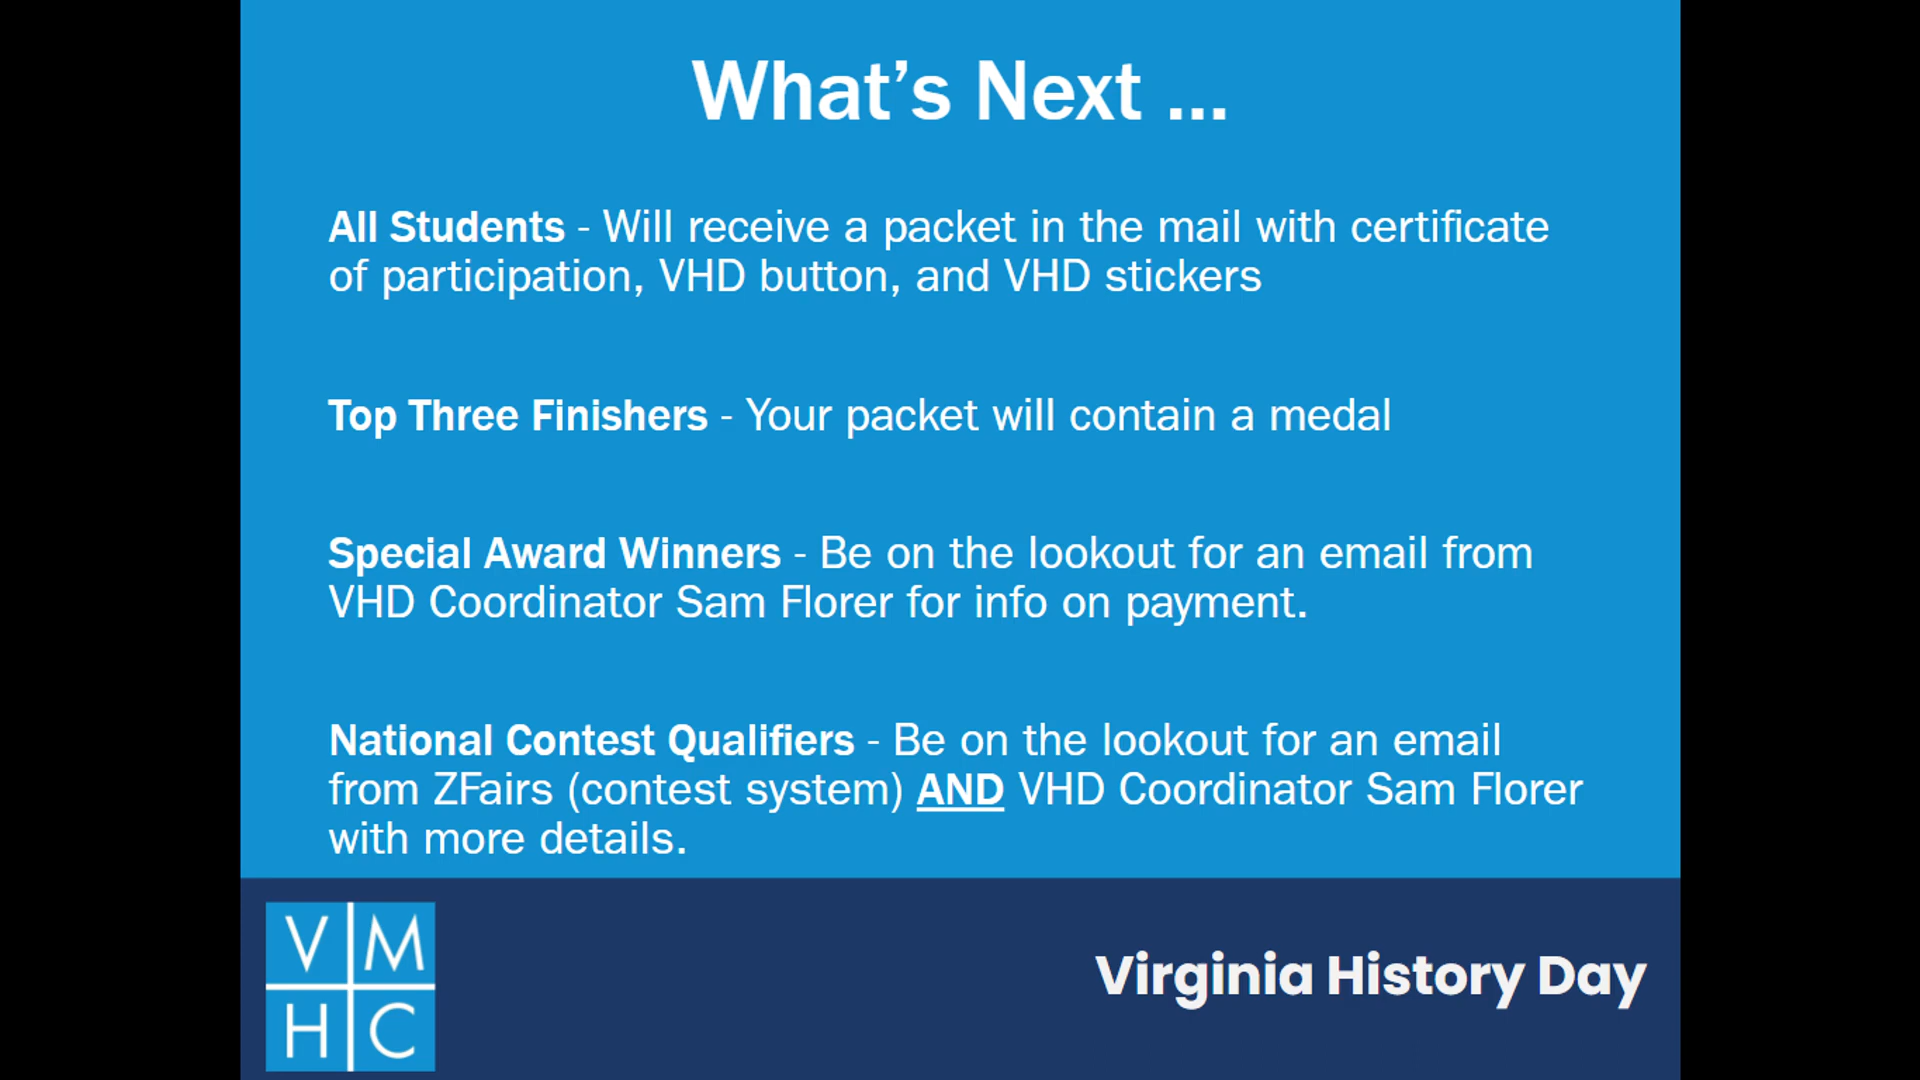 What’s Next ...
All Students - Will receive a packet in the mail with certificate
of participation, VHD button, and VHD stickers
Top Three Finishers - Your packet will contain a medal
Special Award Winners - Be on the lookout for an email from
VHD Coordinator Sam Florer for info on payment.
National Contest Qualifiers - Be on the lookout for an email
from ZFairs (contest system) AND VHD Coordinator Sam Florer
with more details.
V M
H C
Virginia History Day